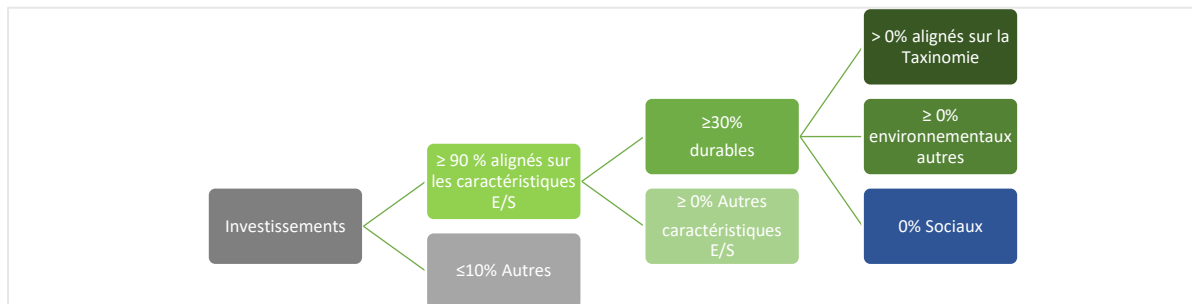 Investissements
≥ 90 % alignés sur
les caractéristiques
E/S
≤10% Autres
≥30%
durables
≥ 0% Autres
caractéristiques
E/S
> 0% alignés sur la
Taxinomie
≥ 0%
environnementaux
autres
0% Sociaux